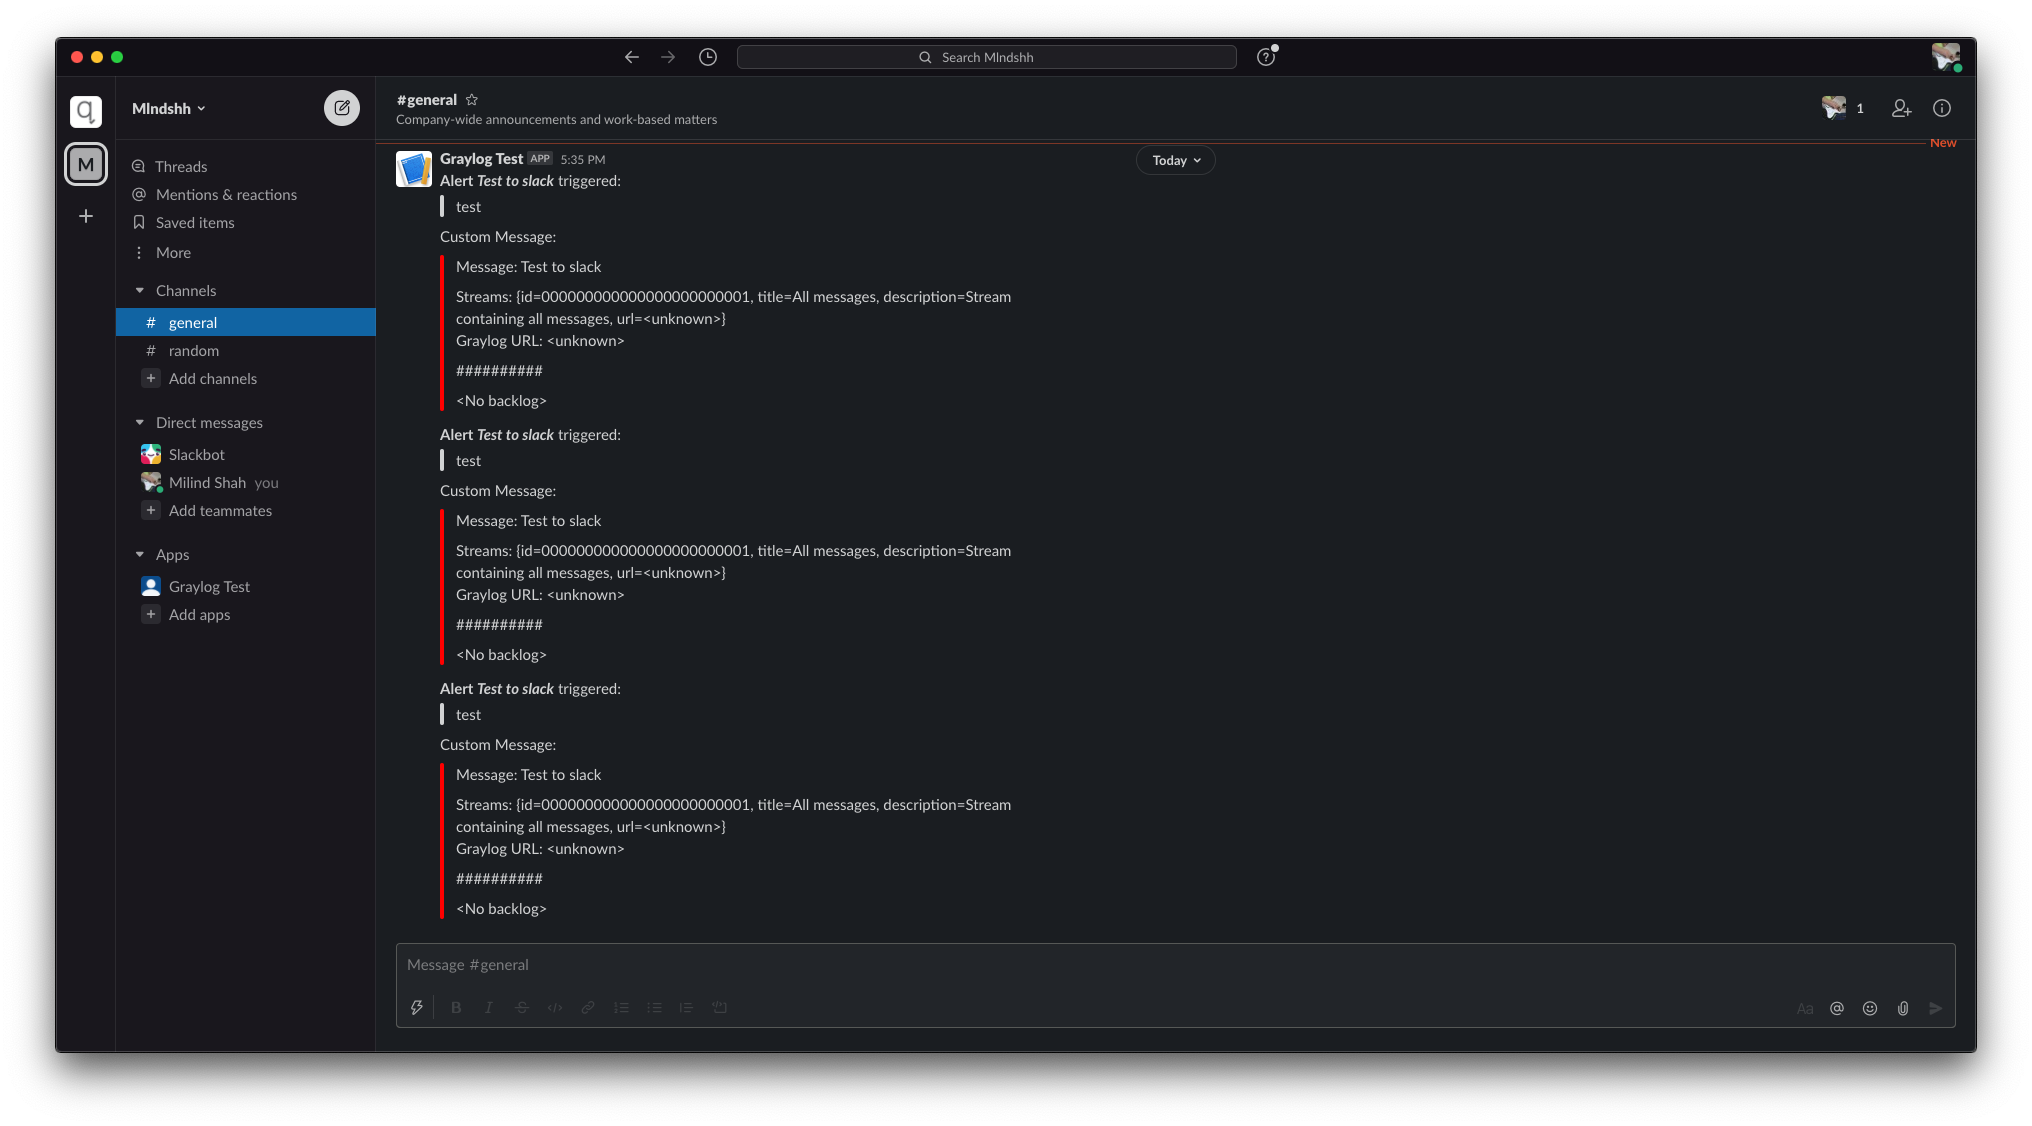 Search Mlndshh
q
M
Mlndshh
Threads
Mentions & reactions
Saved items
More
Channels
# general
# random
+ Add channels
Direct messages
Slackbot
Milind Shah you
+ Add teammates
Apps
Graylog Test
+ Add apps
#general
Company-wide announcements and work-based matters
1
New
Today
Graylog Test APP 5:35 PM
Alert Test to slack triggered:
test
Custom Message:
Message: Test to slack
Streams: {id=000000000000000000000001, title=All messages, description=Stream
containing all messages, url=<unknown>}
Graylog URL: <unknown>
##########
<No backlog>
Alert Test to slack triggered:
test
Custom Message:
Message: Test to slack
Streams: {id=000000000000000000000001, title=All messages, description=Stream
containing all messages, url=<unknown>}
Graylog URL: <unknown>
##########
<No backlog>
Alert Test to slack triggered:
test
Custom Message:
Message: Test to slack
Streams: {id=000000000000000000000001, title=All messages, description=Stream
containing all messages, url=<unknown>}
Graylog URL: <unknown>
##########
<No backlog>
Message #general
B I S </> Aa @